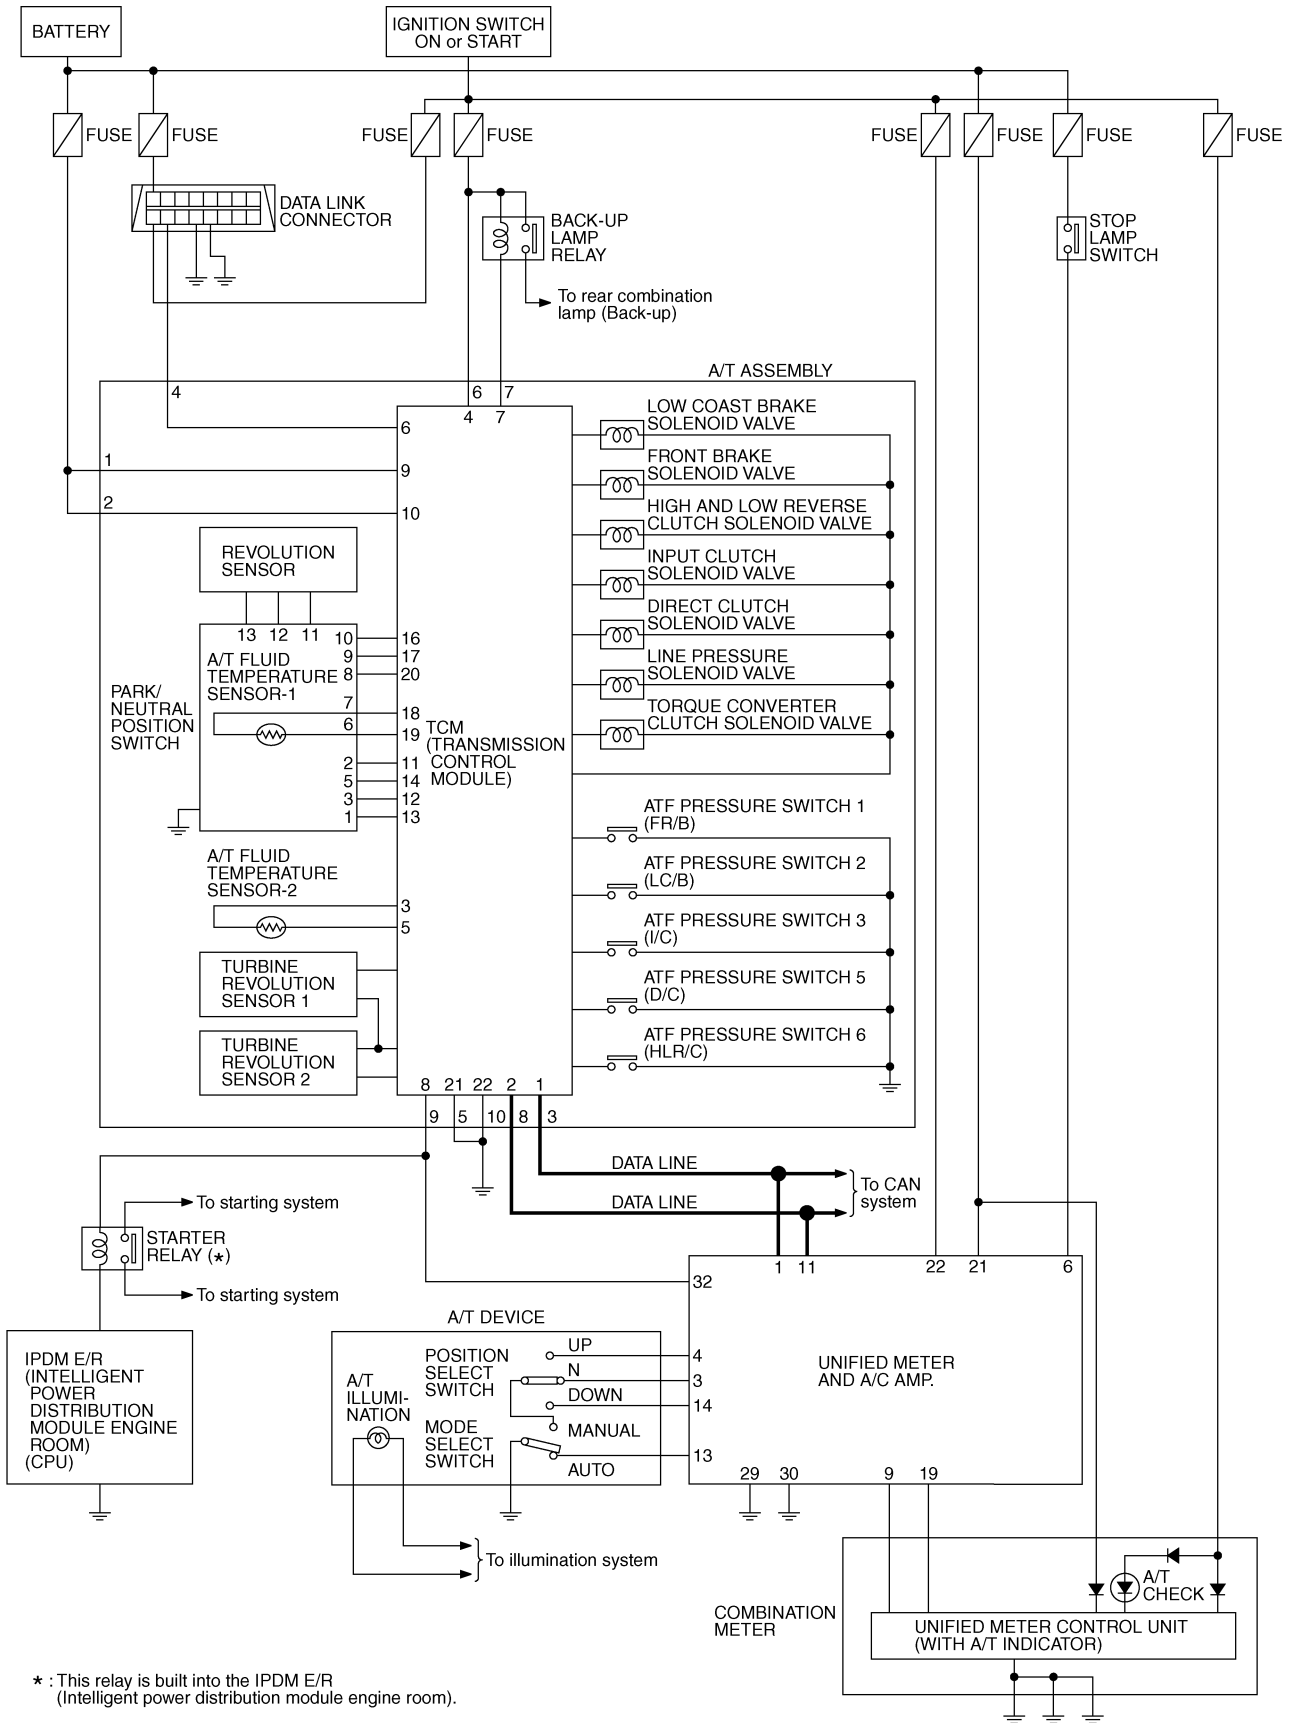 BATTERY
IGNITION SWITCH
ON or START
FUSE
FUSE
FUSE
FUSE
FUSE
FUSE
FUSE
FUSE
DATA LINK
CONNECTOR
BACK-UP
LAMP
RELAY
STOP
LAMP
SWITCH
To rear combination
lamp (Back-up)
A/T ASSEMBLY
4
6
7
4
7
6
1
9
2
10
LOW COAST BRAKE
SOLENOID VALVE
FRONT BRAKE
SOLENOID VALVE
HIGH AND LOW REVERSE
CLUTCH SOLENOID VALVE
INPUT CLUTCH
SOLENOID VALVE
DIRECT CLUTCH
SOLENOID VALVE
LINE PRESSURE
SOLENOID VALVE
TORQUE CONVERTER
CLUTCH SOLENOID VALVE
REVOLUTION
SENSOR
13 12 11
10 16
9 17
8 20
A/T FLUID
TEMPERATURE
SENSOR-1
7 18
6 19
2 11
5 14
3 12
1 13
PARK/
NEUTRAL
POSITION
SWITCH
TCM
(TRANSMISSION
CONTROL
MODULE)
A/T FLUID
TEMPERATURE
SENSOR-2
3
5
TURBINE
REVOLUTION
SENSOR 1
TURBINE
REVOLUTION
SENSOR 2
ATF PRESSURE SWITCH 1
(FR/B)
ATF PRESSURE SWITCH 2
(LC/B)
ATF PRESSURE SWITCH 3
(I/C)
ATF PRESSURE SWITCH 5
(D/C)
ATF PRESSURE SWITCH 6
(HLR/C)
8 21 22 2 1
9 5 10 8 3
DATA LINE
DATA LINE
To CAN
system
To starting system
STARTER
RELAY (*)
To starting system
IPDM E/R
(INTELLIGENT
POWER
DISTRIBUTION
MODULE ENGINE
ROOM)
(CPU)
A/T DEVICE
A/T
ILLUMI-
NATION
POSITION
SELECT
SWITCH
MODE
SELECT
SWITCH
UP
N
DOWN
MANUAL
AUTO
1 11 22 21 6
32
4
3
14
13
UNIFIED METER
AND A/C AMP.
29 30 9 19
To illumination system
A/T
CHECK
COMBINATION
METER
UNIFIED METER CONTROL UNIT
(WITH A/T INDICATOR)
* : This relay is built into the IPDM E/R
(Intelligent power distribution module engine room).